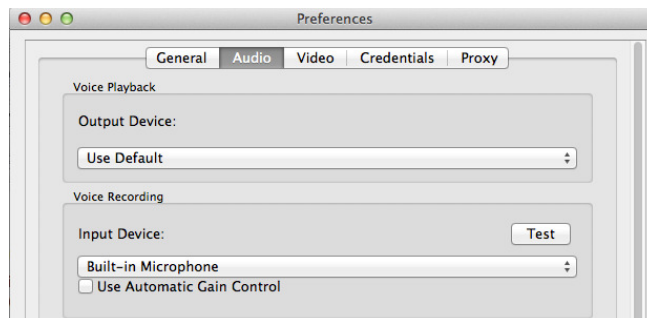 Preferences
General Audio Video Credentials Proxy
Voice Playback
Output Device:
Use Default
Voice Recording
Input Device: Test
Built-in Microphone
Use Automatic Gain Control